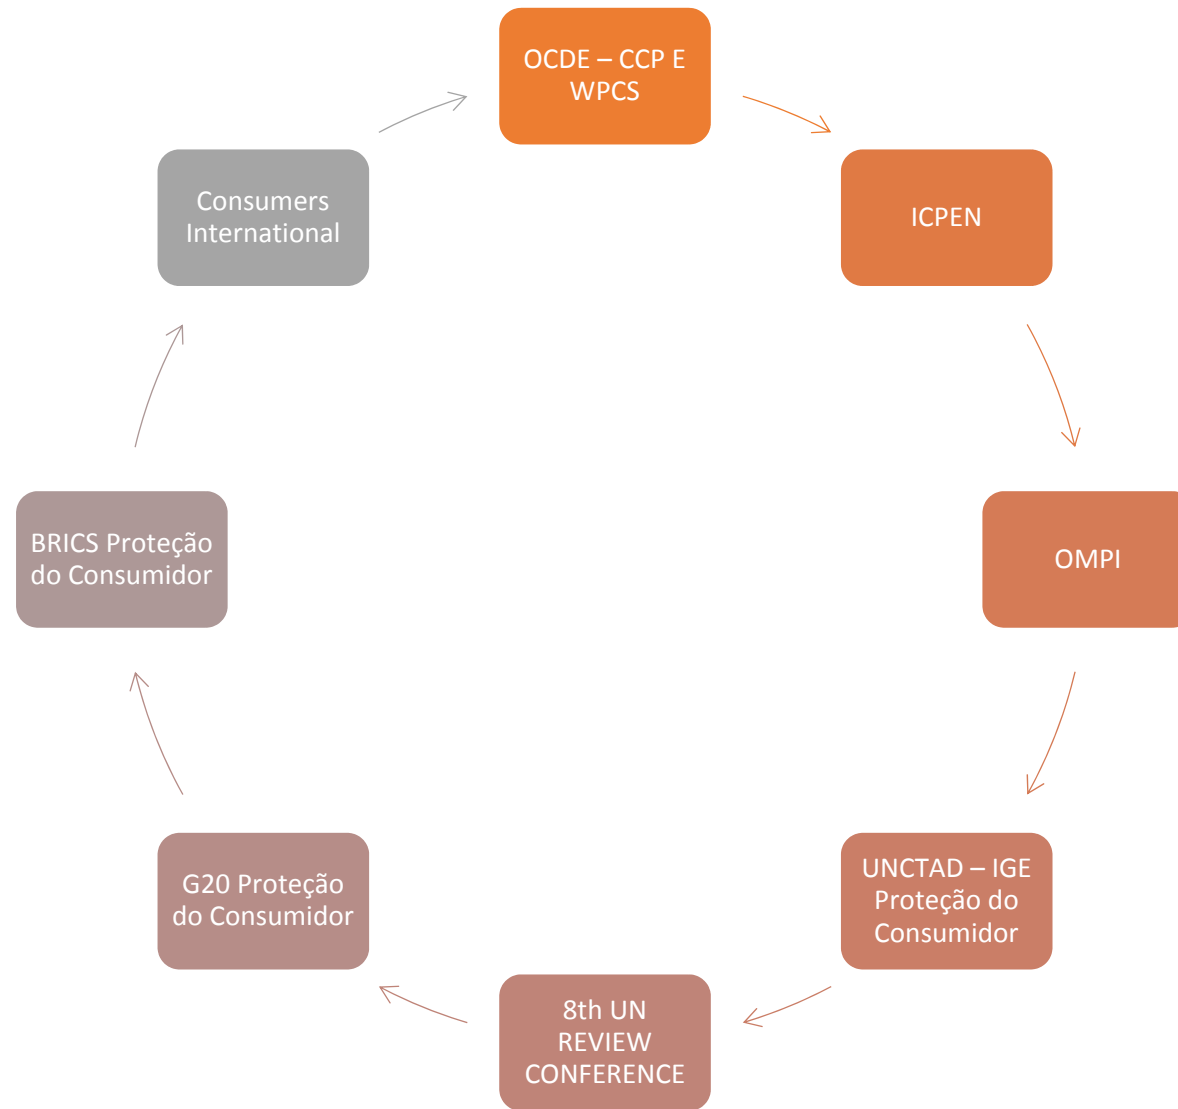 OCDE – CCP E
WPCS
ICPEN
OMPI
UNCTAD – IGE
Proteção do
Consumidor
8th UN
REVIEW
CONFERENCE
G20 Proteção
do Consumidor
BRICS Proteção
do Consumidor
Consumers
International